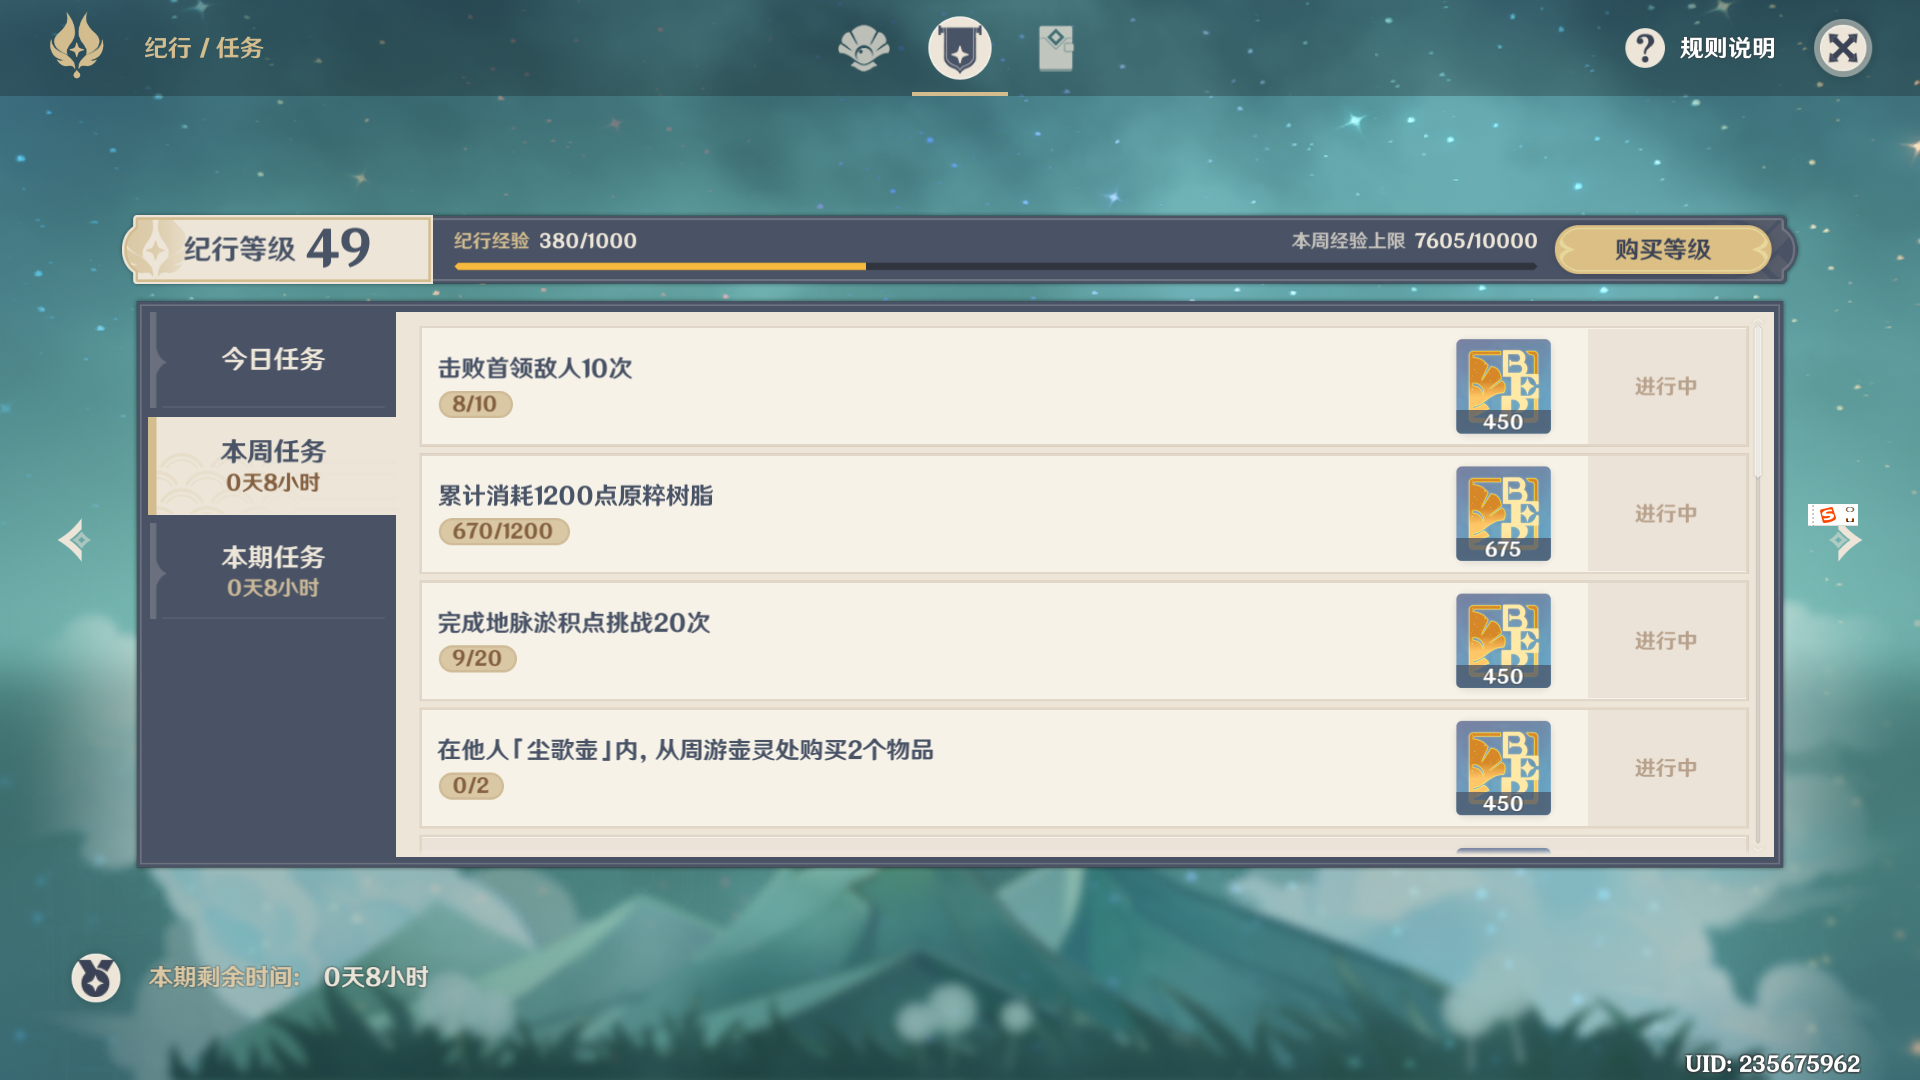 纪行 / 任务
规则说明
纪行等级 49
纪行经验 380/1000
本周经验上限 7605/10000
购买等级
今日任务
本周任务
0天8小时
本期任务
0天8小时
击败首领敌人10次
8/10
450
进行中
累计消耗1200点原粹树脂
670/1200
675
进行中
完成地脉淤积点挑战20次
9/20
450
进行中
在他人「尘歌壶」内，从周游壶灵处购买2个物品
0/2
450
进行中
本期剩余时间： 0天8小时
UID: 235675962